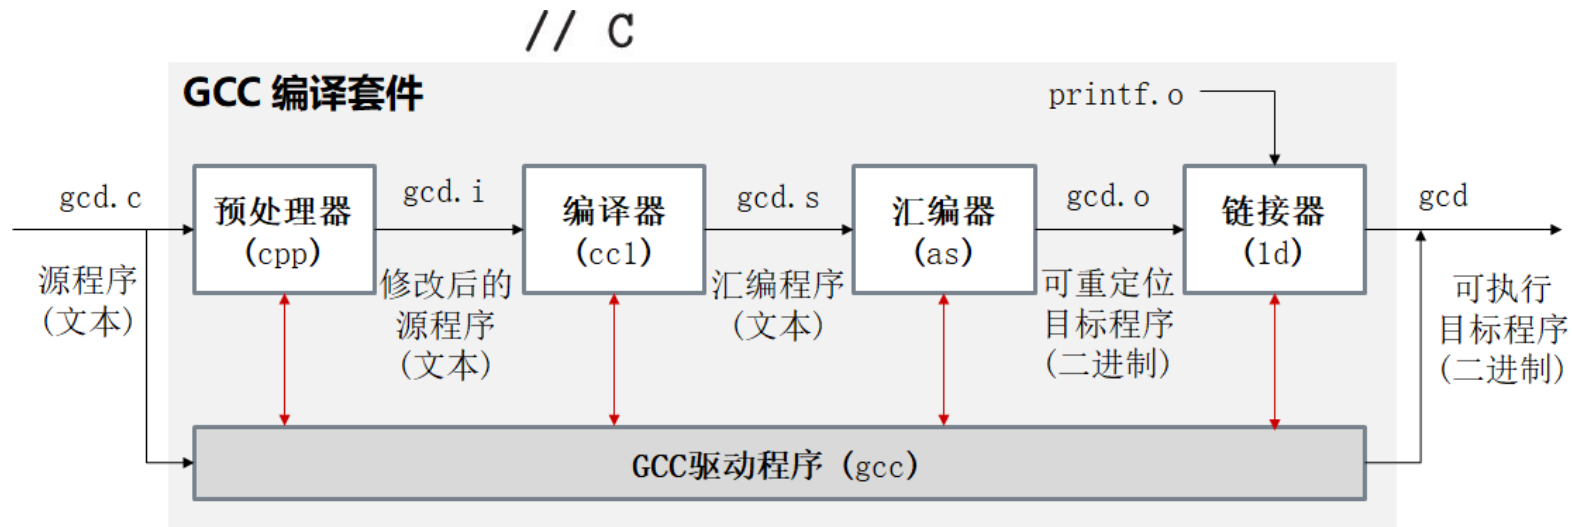 // C
GCC 编译套件
printf.o
gcd.c
预处理器
(cpp)
gcd.i
编译器
(cc1)
gcd.s
汇编器
(as)
gcd.o
链接器
(ld)
gcd
源程序
(文本)
修改后的
源程序
(文本)
汇编程序
(文本)
可重定位
目标程序
(二进制)
可执行
目标程序
(二进制)
GCC驱动程序 (gcc)